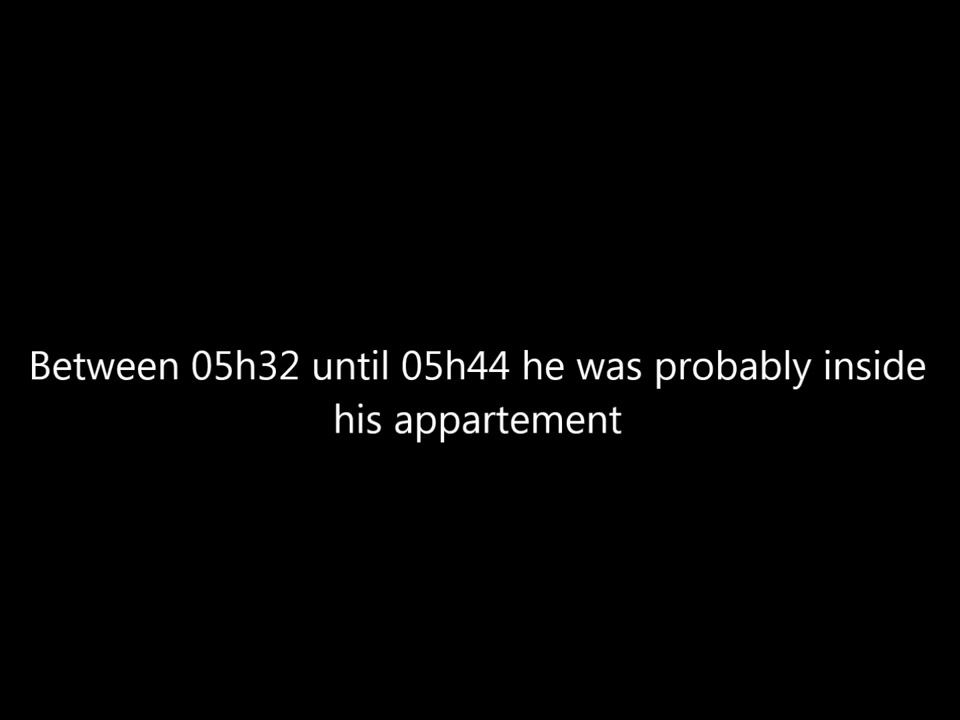 Between 05h32 until 05h44 he was probably inside
his appartement